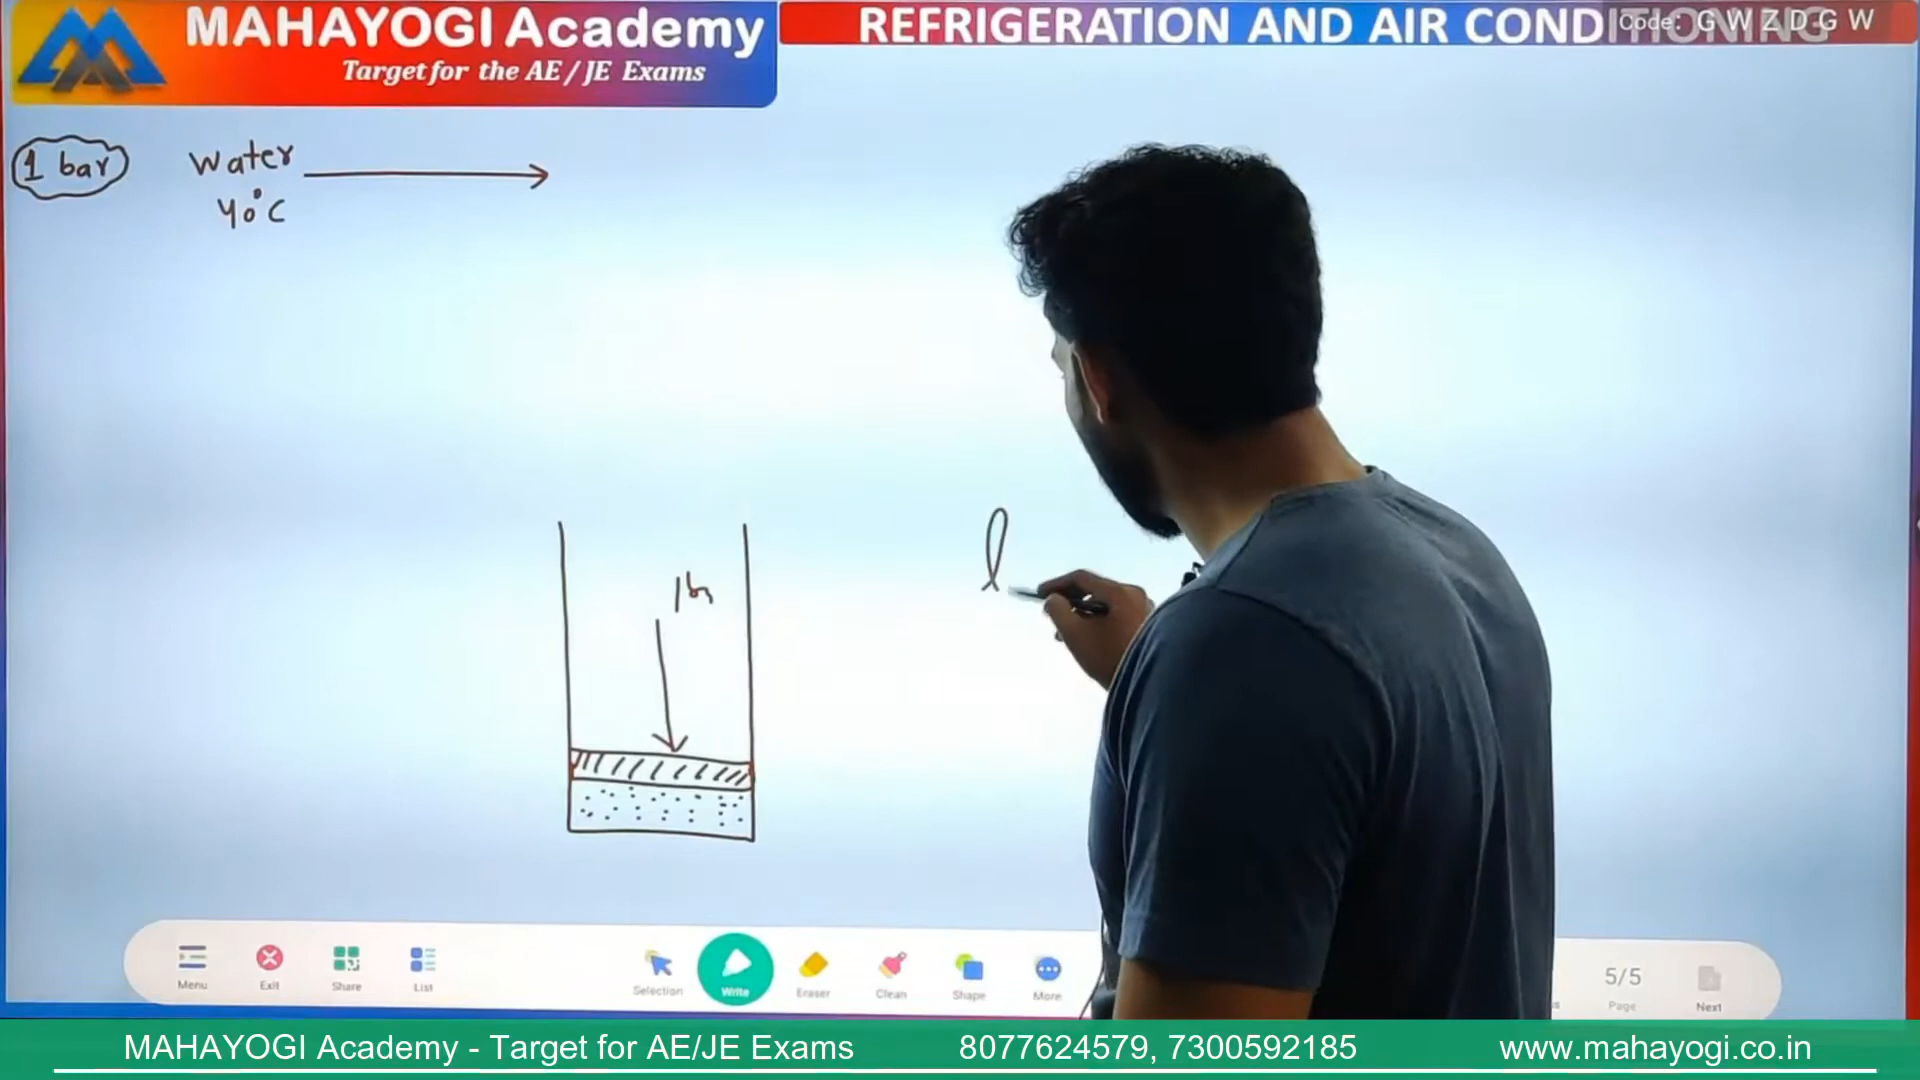 MAHAYOGI Academy
Target for the AE / JE Exams
REFRIGERATION AND AIR CONDITIONING
Code: G W Z D G W
1 bar
Water
40°C
l
Menu
Exit
Share
List
Selection
Write
Eraser
Clean
Shape
More
5/5
Page
Next
MAHAYOGI Academy - Target for AE/JE Exams
8077624579, 7300592185
www.mahayogi.co.in